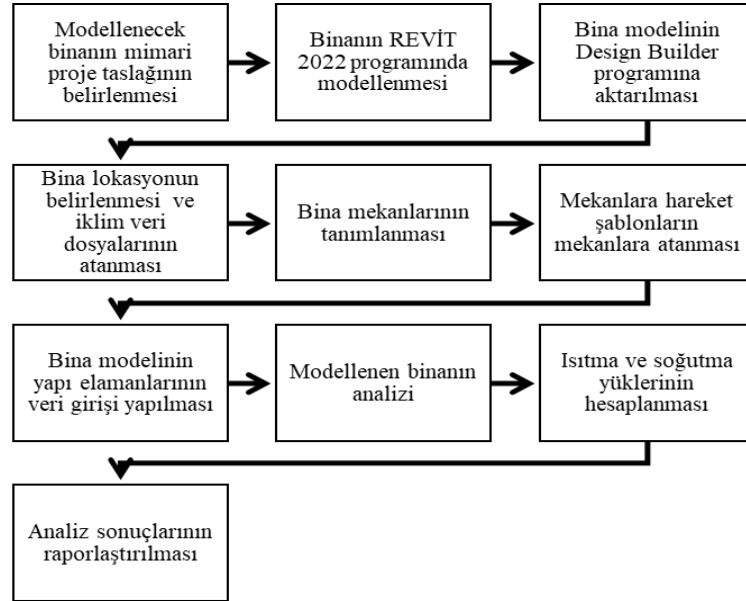 Modellenecek
binanın mimari
proje taslağının
belirlenmesi
Binanın REVİT
2022 programında
modellenmesi
Bina modelinin
Design Builder
programına
aktarılması
Bina lokasyonun
belirlenmesi ve
iklim veri
dosyalarının
atanması
Bina mekanlarının
tanımlanması
Mekanlara hareket
şablonların
mekanlara atanması
Bina modelinin
yapı elamanlarının
veri girişi yapılması
Modellenen binanın
analizi
Isıtma ve soğutma
yüklerinin
hesaplanması
Analiz sonuçlarının
raporlaştırılması